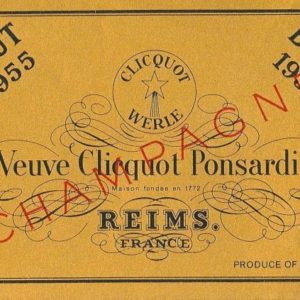 UT
1955
CLICQUOT
WERLE
CHAMPAGN
Veuve Clicquot Ponsardi
Maison fondée en 1772
REIMS.
FRANCE
PRODUCE OF